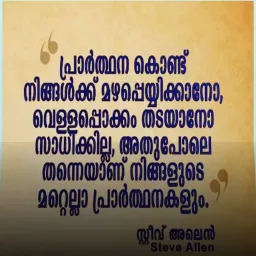 പ്രാർത്ഥന കൊണ്ട്
നിങ്ങൾക്ക് മഴപെയ്യിക്കാനോ,
വെള്ളപ്പൊക്കം തടയാനോ
സാധിക്കില്ല, അതുപോലെ
തന്നെയാണ് നിങ്ങളുടെ
മറ്റെല്ലാ പ്രാർത്ഥനകളും.
സ്റ്റീവ് അലെൻ
Steve Allen